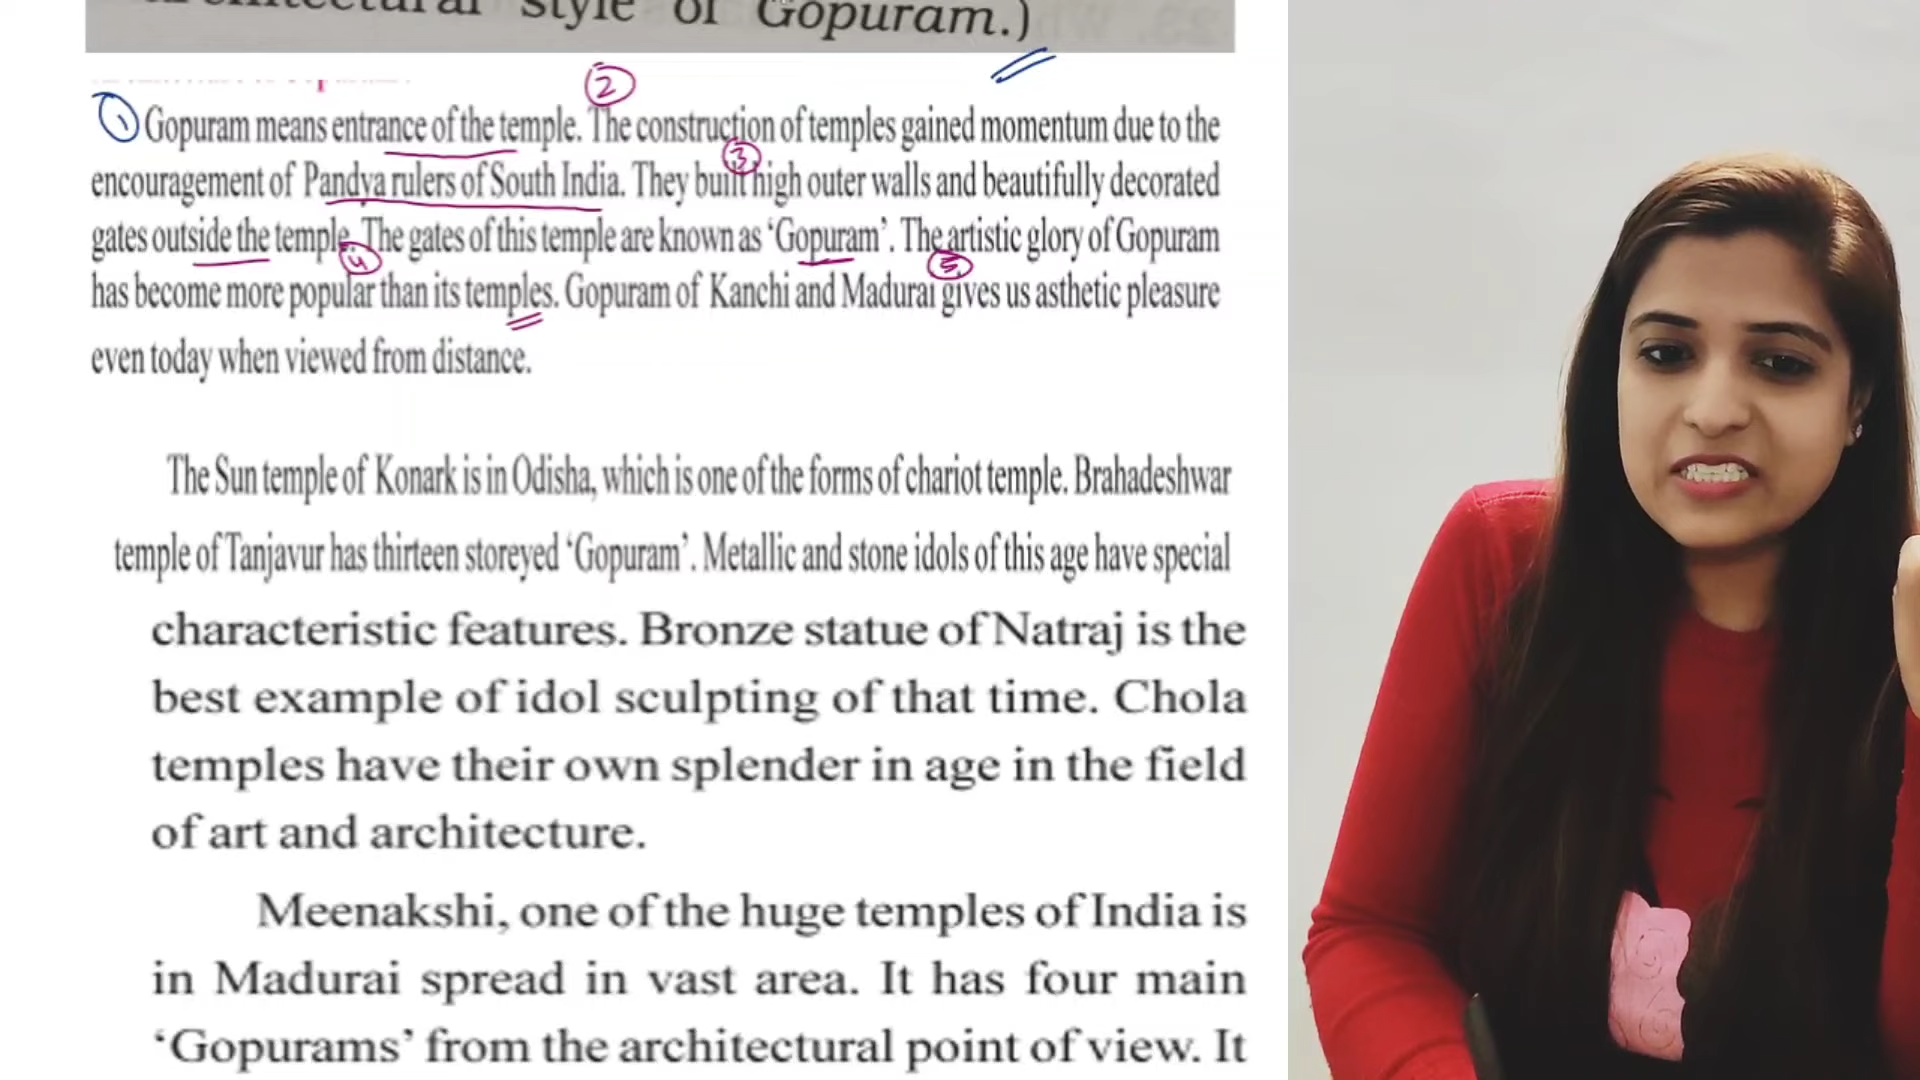 style of Gopuram.)
①Gopuram means entrance of the temple. ② The construction of temples gained momentum due to the
encouragement of Pandya rulers of South India. ③ They built high outer walls and beautifully decorated
gates outside the temple. ④ The gates of this temple are known as ‘Gopuram’. ⑤ The artistic glory of Gopuram
has become more popular than its temples. Gopuram of Kanchi and Madurai gives us asthetic pleasure
even today when viewed from distance.
The Sun temple of Konark is in Odisha, which is one of the forms of chariot temple. Brahadeshwar
temple of Tanjavur has thirteen storeyed ‘Gopuram’. Metallic and stone idols of this age have special
characteristic features. Bronze statue of Natraj is the
best example of idol sculpting of that time. Chola
temples have their own splender in age in the field
of art and architecture.
Meenakshi, one of the huge temples of India is
in Madurai spread in vast area. It has four main
‘Gopurams’ from the architectural point of view. It